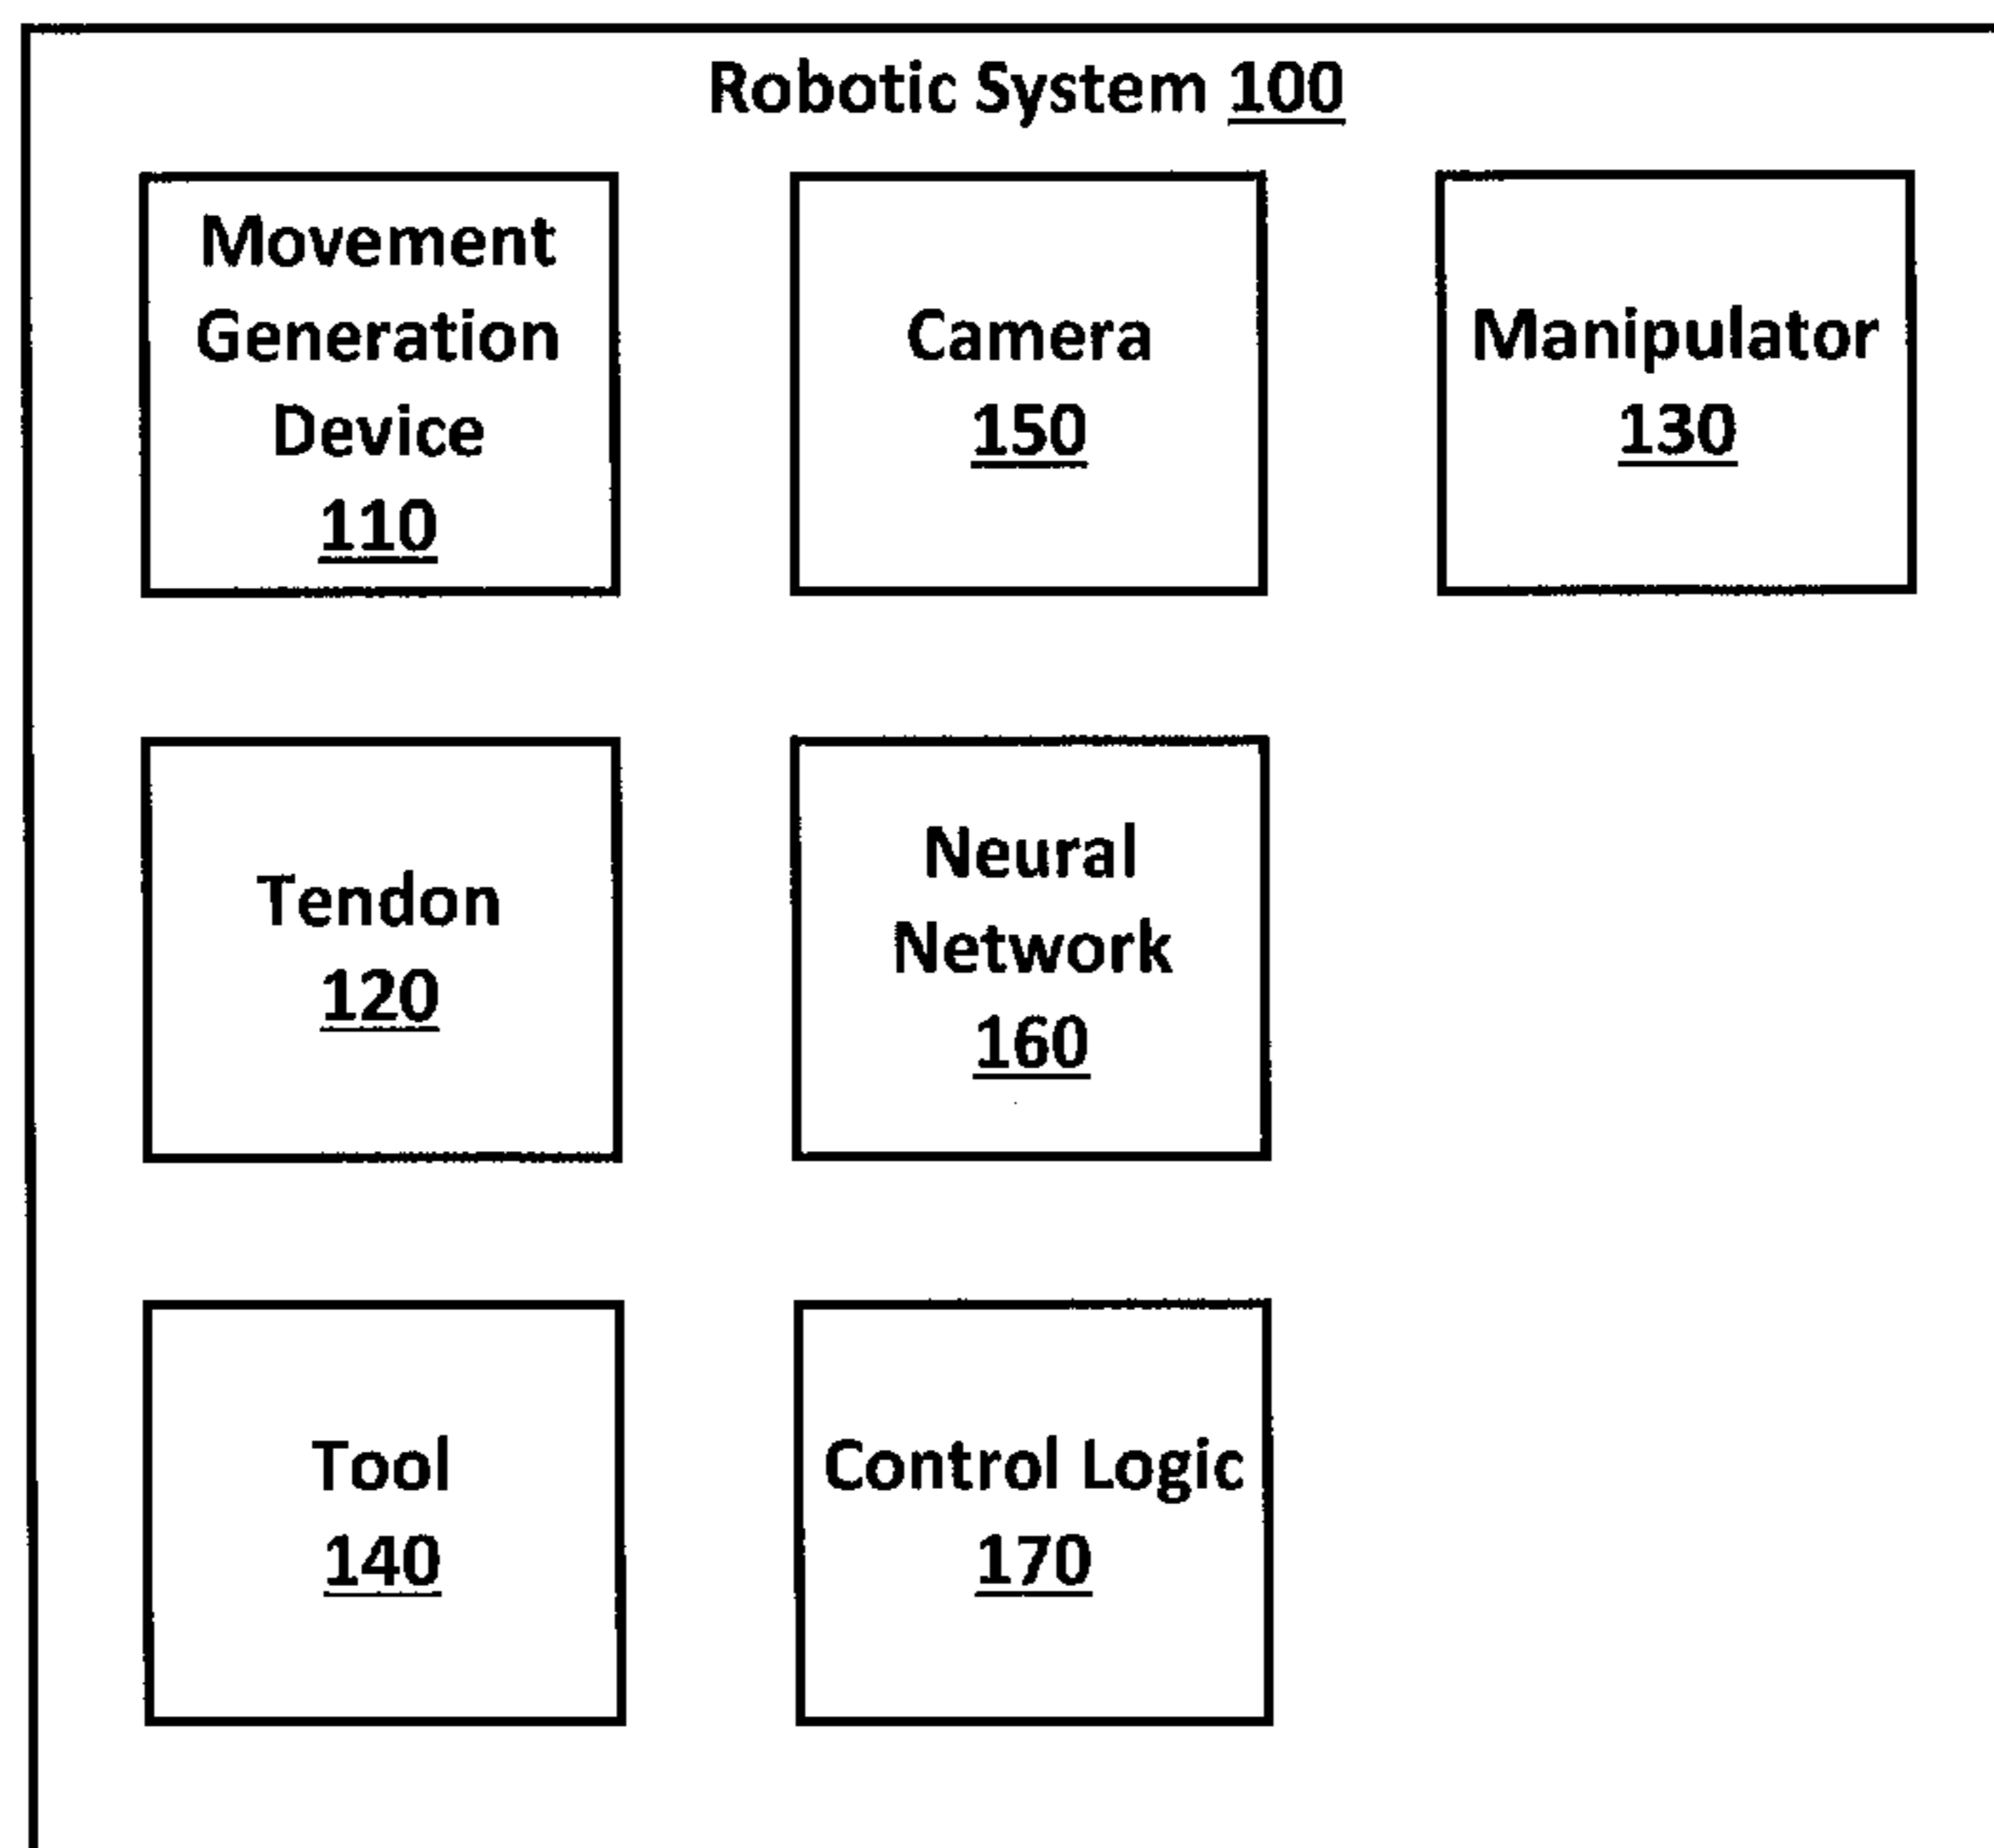 Robotic System 100
Movement
Generation
Device
110
Camera
150
Manipulator
130
Tendon
120
Neural
Network
160
Tool
140
Control Logic
170